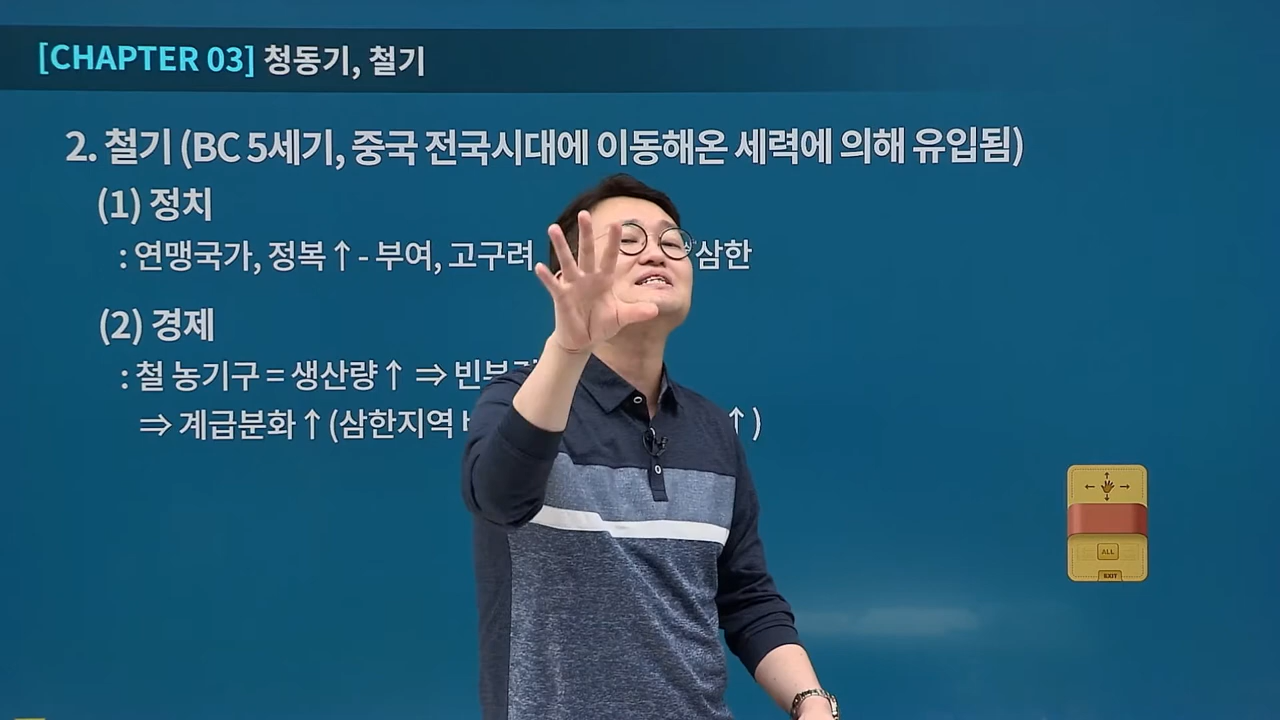 [CHAPTER 03] 청동기, 철기
2. 철기 (BC 5세기, 중국 전국시대에 이동해온 세력에 의해 유입됨)
(1) 정치
: 연맹국가, 정복↑ - 부여, 고구려 삼한
(2) 경제
: 철 농기구 = 생산량↑ ⇒
⇒ 계급분화↑ (삼한지역 ↑)
ALL
EXIT